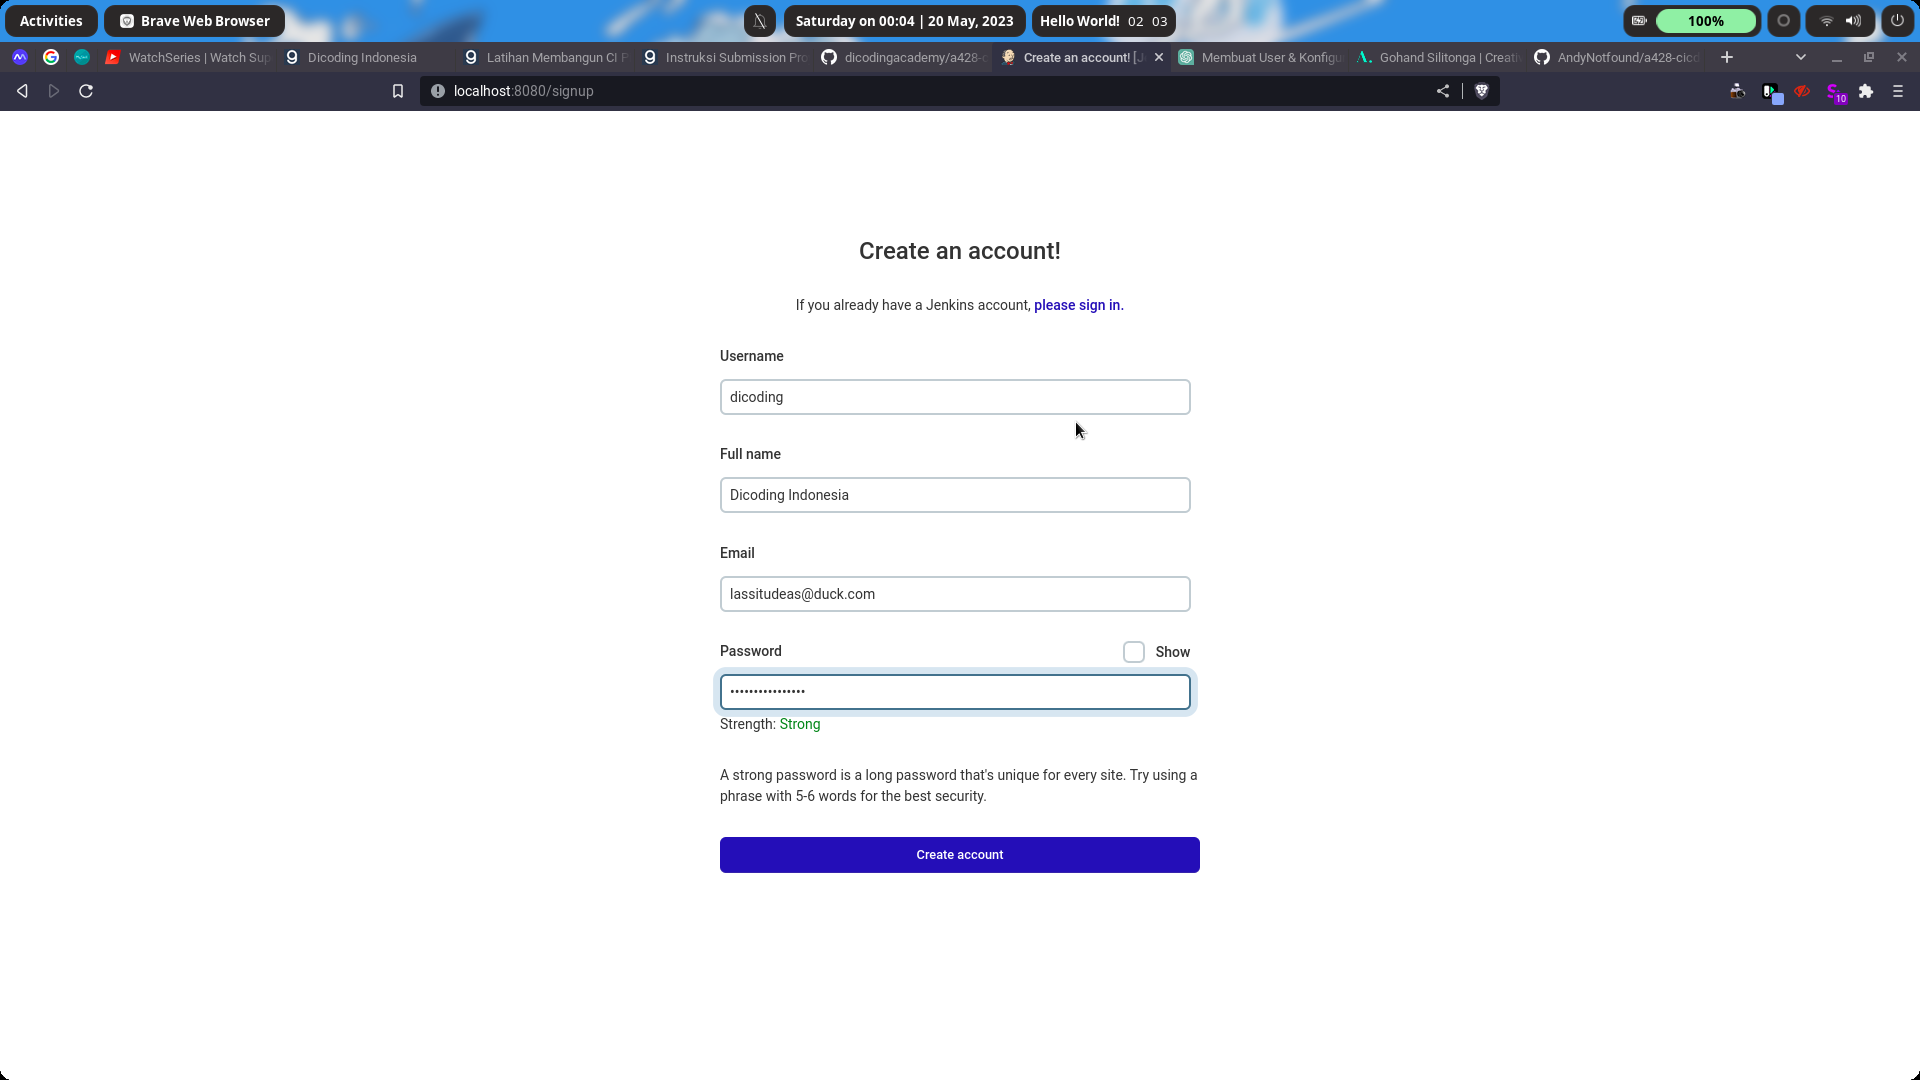 Activities
Brave Web Browser
Saturday on 00:04 | 20 May, 2023
Hello World! 02 03
100%
WatchSeries | Watch Sup
Dicoding Indonesia
Latihan Membangun CI P
Instruksi Submission Pro
dicodingacademy/a428-c
Create an account! [J
Membuat User & Konfigu
Gohand Silitonga | Creati
AndyNotfound/a428-cicd
localhost:8080/signup
10
Create an account!
If you already have a Jenkins account, please sign in.
Username
dicoding
Full name
Dicoding Indonesia
Email
lassitudeas@duck.com
Password
Show
••••••••••••••••
Strength: Strong
A strong password is a long password that's unique for every site. Try using a
phrase with 5-6 words for the best security.
Create account